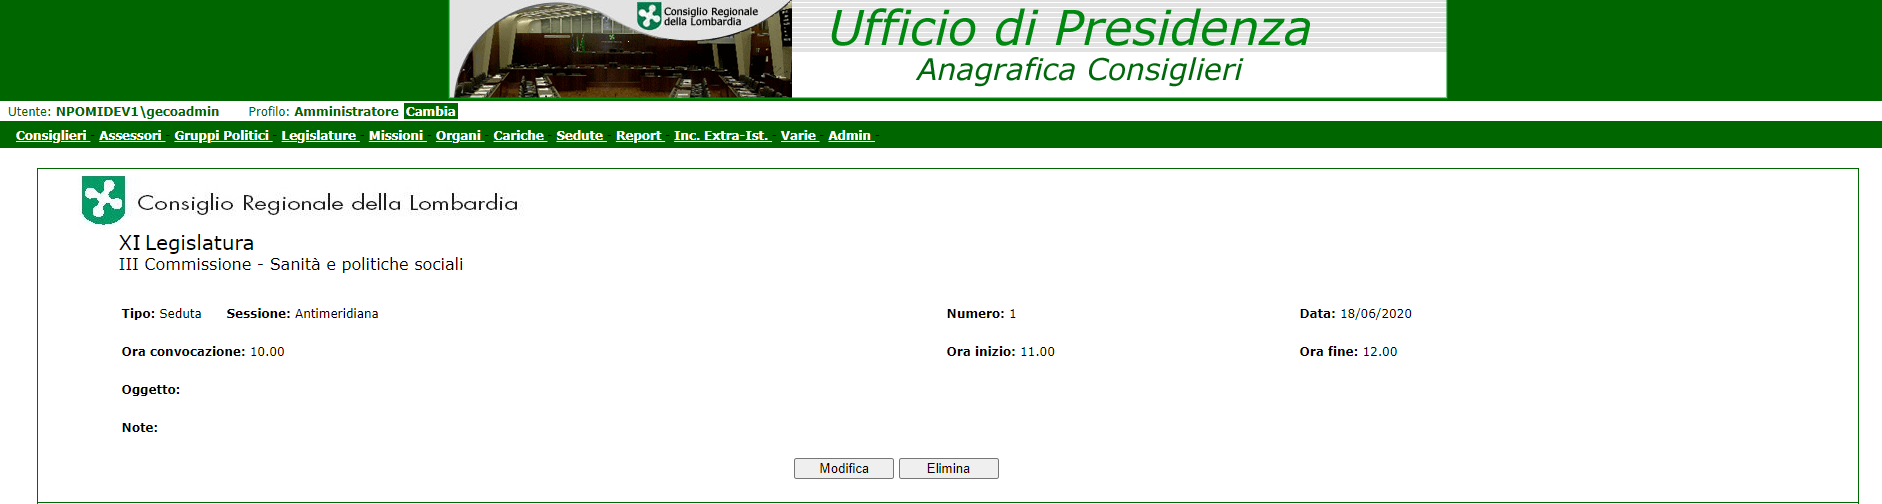 Consiglio Regionale
della Lombardia
Ufficio di Presidenza
Anagrafica Consiglieri
Utente: NPOMIDEV1\gecoadmin Profilo: Amministratore Cambia
Consiglieri - Assessori - Gruppi Politici - Legislature - Missioni - Organi - Cariche - Sedute - Report - Inc. Extra-Ist. - Varie - Admin -
Consiglio Regionale della Lombardia
XI Legislatura
III Commissione - Sanità e politiche sociali
Tipo: Seduta Sessione: Antimeridiana Numero: 1 Data: 18/06/2020
Ora convocazione: 10.00 Ora inizio: 11.00 Ora fine: 12.00
Oggetto:
Note:
Modifica Elimina